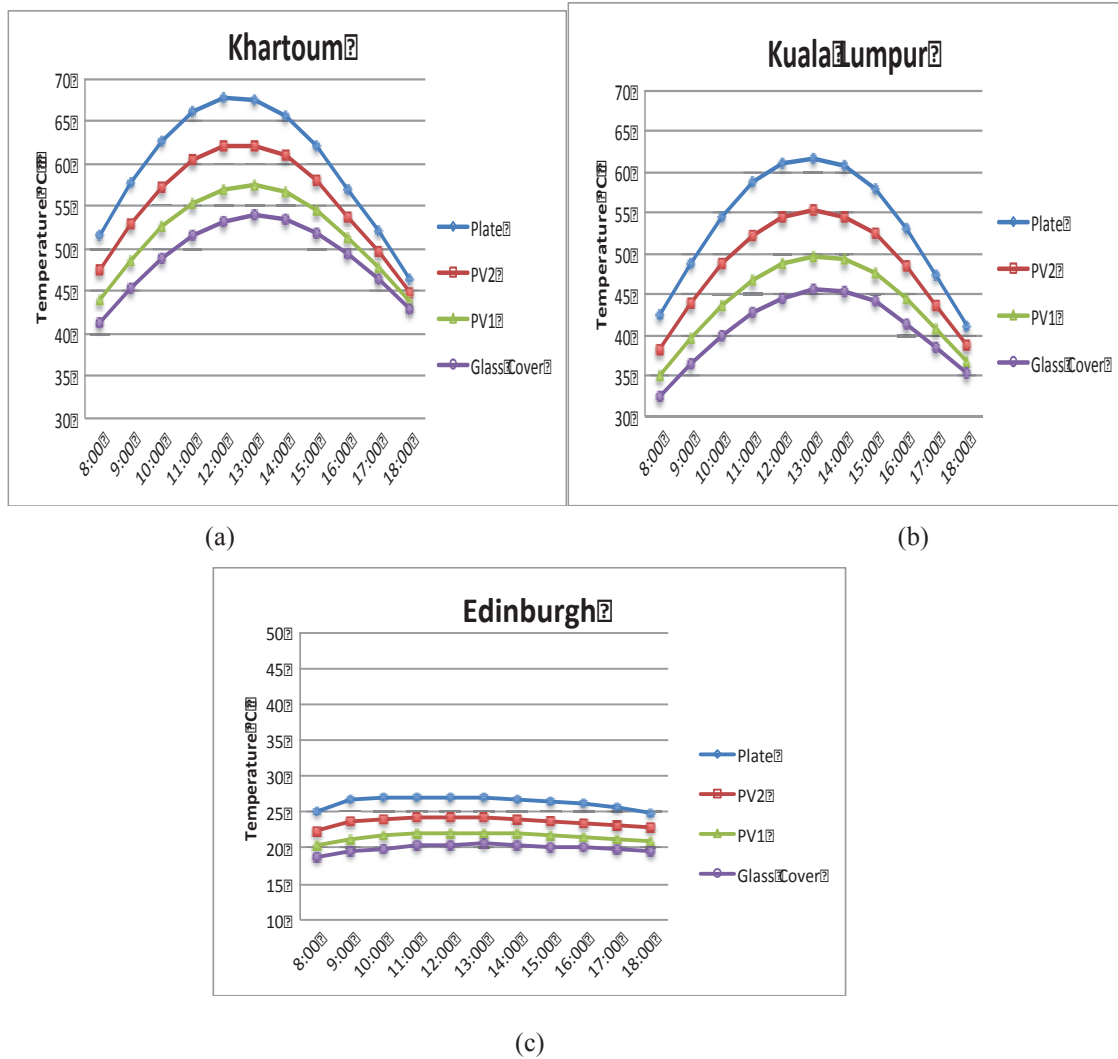 Khartoum
Temperature °C
70
65
60
55
50
45
40
35
30
8:00
9:00
10:00
11:00
12:00
13:00
14:00
15:00
16:00
17:00
18:00
Plate
PV2
PV1
Glass Cover
(a)
Kuala Lumpur
Temperature °C
70
65
60
55
50
45
40
35
30
8:00
9:00
10:00
11:00
12:00
13:00
14:00
15:00
16:00
17:00
18:00
Plate
PV2
PV1
Glass Cover
(b)
Edinburgh
Temperature °C
50
45
40
35
30
25
20
15
10
8:00
9:00
10:00
11:00
12:00
13:00
14:00
15:00
16:00
17:00
18:00
Plate
PV2
PV1
Glass Cover
(c)